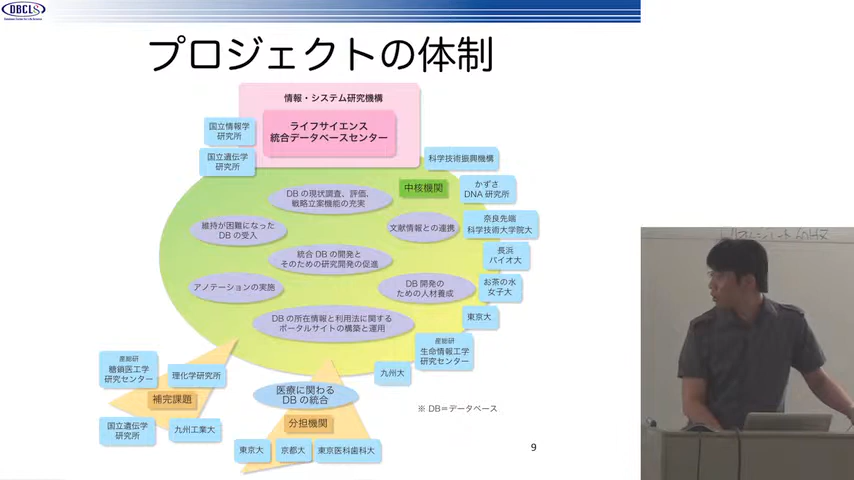 DBCLS
プロジェクトの体制
情報・システム研究機構
ライフサイエンス
統合データベースセンター
国立情報学
研究所
国立遺伝学
研究所
科学技術振興機構
中核機関
かずさ
DNA 研究所
DB の現状調査、評価、
戦略立案機能の充実
維持が困難になった
DB の受入
文献情報との連携
奈良先端
科学技術大学院大
統合 DB の開発と
そのための研究開発の促進
長浜
バイオ大
アノテーションの実施
DB 開発の
ための人材養成
お茶の水
女子大
DB の所在情報と利用法に関する
ポータルサイトの構築と運用
東京大
産総研
生命情報工学
研究センター
九州大
産総研
糖鎖医工学
研究センター
理化学研究所
補完課題
国立遺伝学
研究所
九州工業大
医療に関わる
DB の統合
分担機関
東京大
京都大
東京医科歯科大
※ DB＝データベース
9